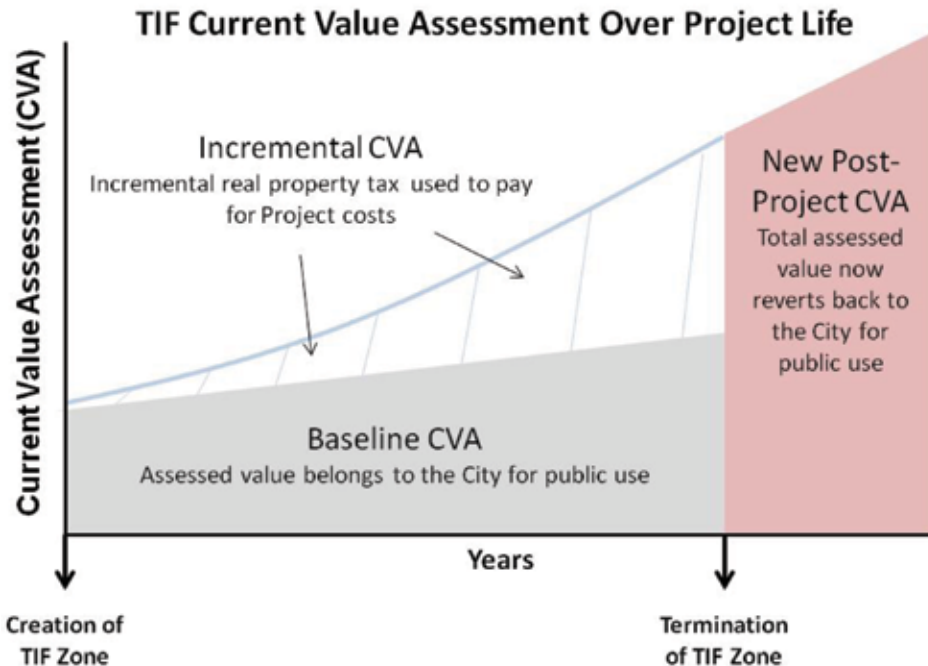 TIF Current Value Assessment Over Project Life
Current Value Assessment (CVA)
Incremental CVA
Incremental real property tax used to pay
for Project costs
New Post-
Project CVA
Total assessed
value now
reverts back to
the City for
public use
Baseline CVA
Assessed value belongs to the City for public use
Years
Creation of
TIF Zone
Termination
of TIF Zone